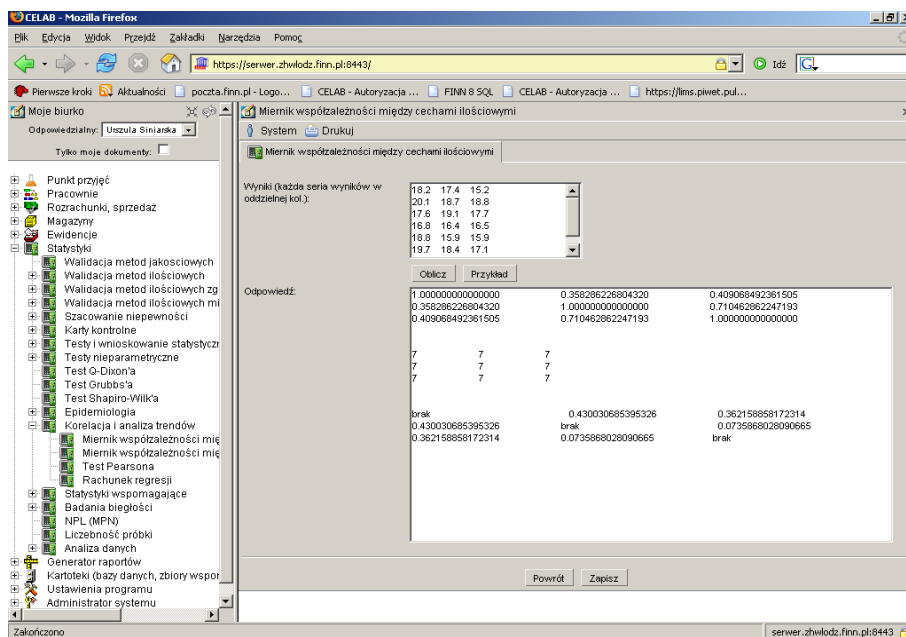 CELAB - Mozilla Firefox
Plik Edycja Widok Przejdź Zakładki Narzędzia Pomoc
https://serwer.zhwlodz.finn.pl:8443/
Idź
Pierwsze kroki Aktualności poczta.finn.pl - Logo... CELAB - Autoryzacja ... FINN 8 SQL CELAB - Autoryzacja ... https://lims.piwet.pul...
Moje biurko
Odpowiedzialny: Urszula Siniarska
Tylko moje dokumenty:
Punkt przyjęć
Pracownie
Rozrachunki, sprzedaż
Magazyny
Ewidencje
Statystyki
Walidacja metod jakosciowych
Walidacja metod ilościowych
Walidacja metod ilościowych zg
Walidacja metod ilościowych mi
Szacowanie niepewności
Karty kontrolne
Testy i wnioskowanie statystyczr
Testy nieparametryczne
Test Q-Dixon'a
Test Grubbs'a
Test Shapiro-Wilk'a
Epidemiologia
Korelacja i analiza trendów
Miernik współzależności mię
Miernik współzależności mię
Test Pearsona
Rachunek regresji
Statystyki wspomagające
Badania biegłości
NPL (MPN)
Liczebność próbki
Analiza danych
Generator raportów
Kartoteki (bazy danych, zbiory wspor
Ustawienia programu
Administrator systemu
Miernik współzależności między cechami ilościowymi
System Drukuj
Miernik współzależności między cechami ilościowymi
Wyniki (każda seria wyników w
oddzielnej kol.):
18.2 17.4 15.2
20.1 18.7 18.8
17.6 19.1 17.7
16.8 16.4 16.5
18.8 15.9 15.9
19.7 18.4 17.1
Oblicz Przykład
Odpowiedź:
1.000000000000000 0.358286226804320 0.409068492361505
0.358286226804320 1.000000000000000 0.710462862247193
0.409068492361505 0.710462862247193 1.000000000000000
7 7 7
7 7 7
7 7 7
brak 0.430030685395326 0.362158858172314
0.430030685395326 brak 0.0735868028090665
0.362158858172314 0.0735868028090665 brak
Powrót Zapisz
Zakończono
serwer.zhwlodz.finn.pl:8443